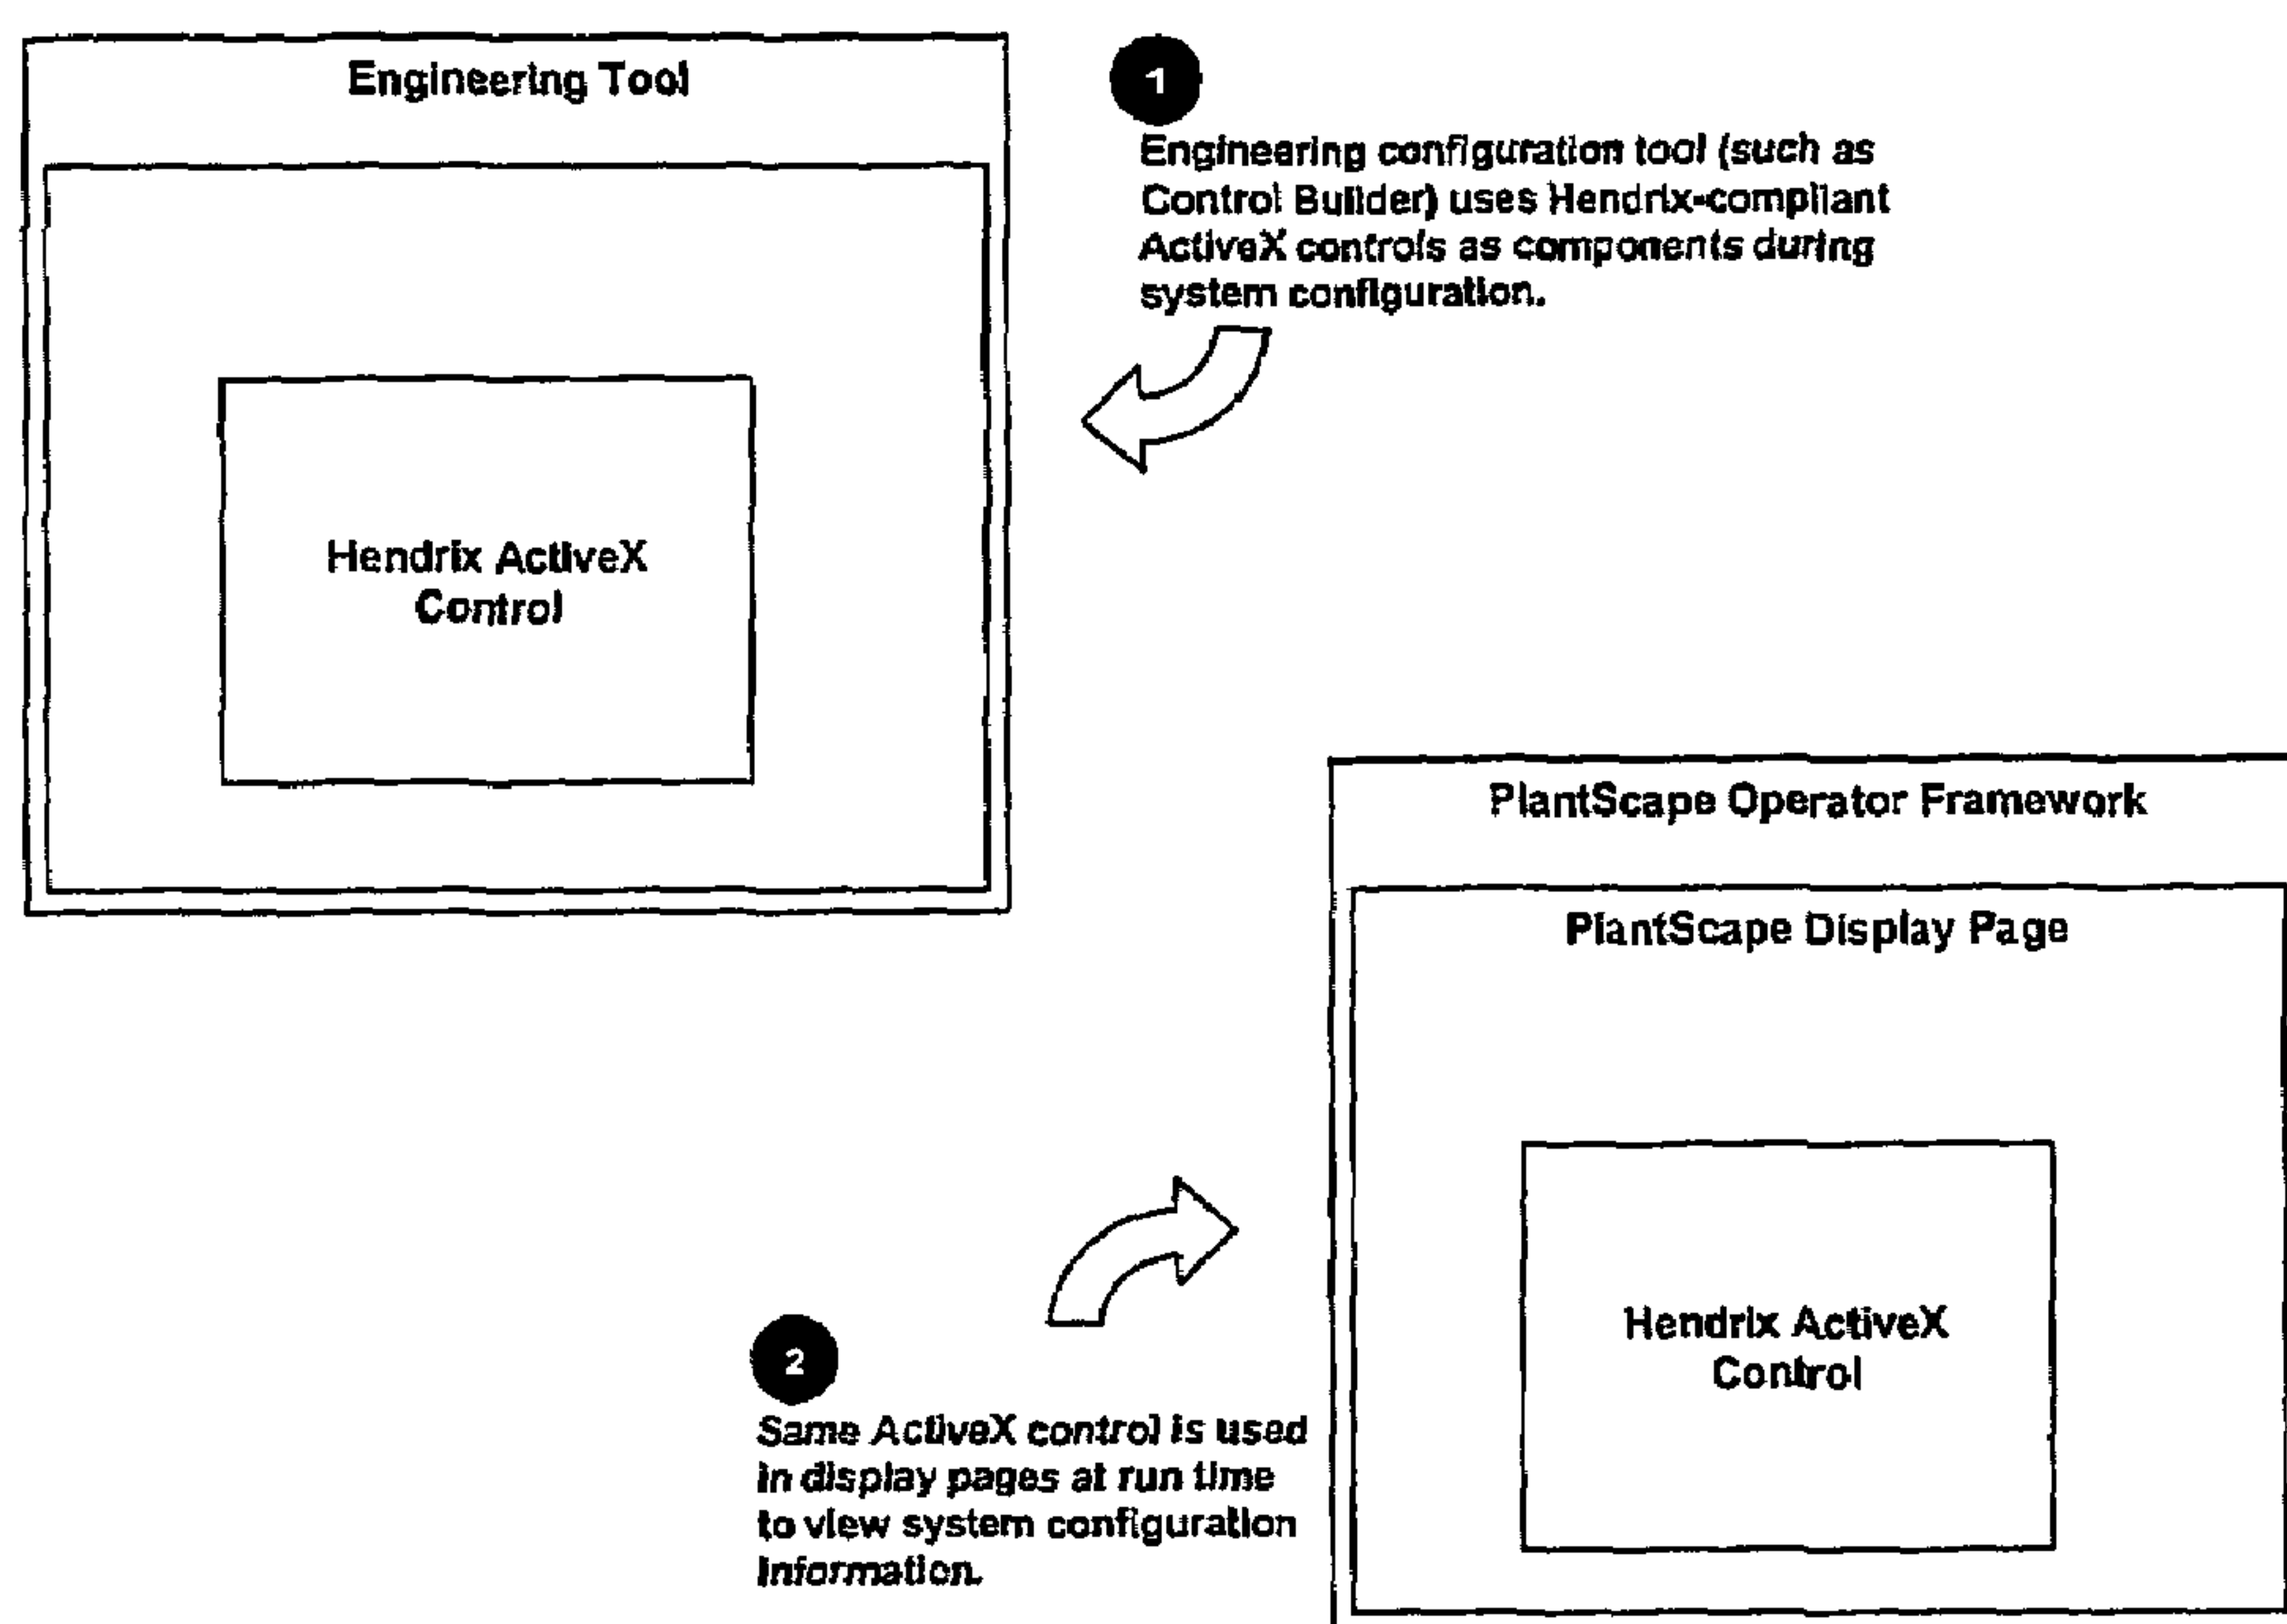 Engineering Tool
1
Engineering configuration tool (such as
Control Builder) uses Hendrix-compliant
ActiveX controls as components during
system configuration.
Hendrix ActiveX
Control
PlantScape Operator Framework
PlantScape Display Page
Hendrix ActiveX
Control
2
Same ActiveX control is used
in display pages at run time
to view system configuration
information.